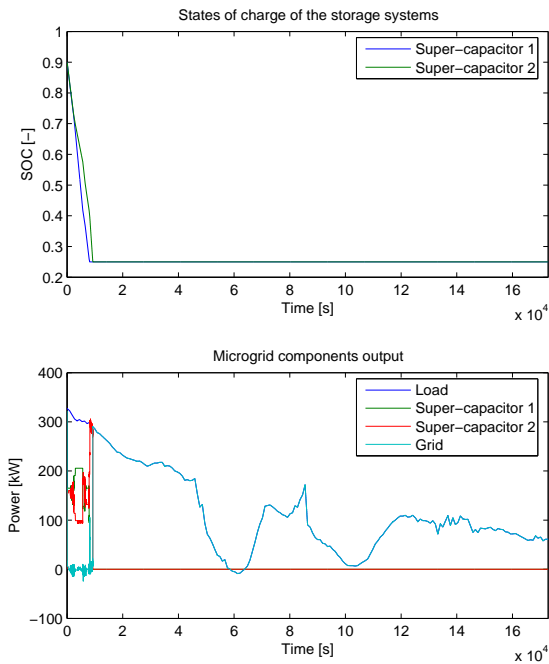 States of charge of the storage systems
1
0.9
0.8
0.7
0.6
0.5
0.4
0.3
0.2
SOC [-]
Super-capacitor 1
Super-capacitor 2
0 2 4 6 8 10 12 14 16
Time [s]
x 10^4
Microgrid components output
400
300
200
100
0
-100
Power [kW]
Load
Super-capacitor 1
Super-capacitor 2
Grid
0 2 4 6 8 10 12 14 16
Time [s]
x 10^4